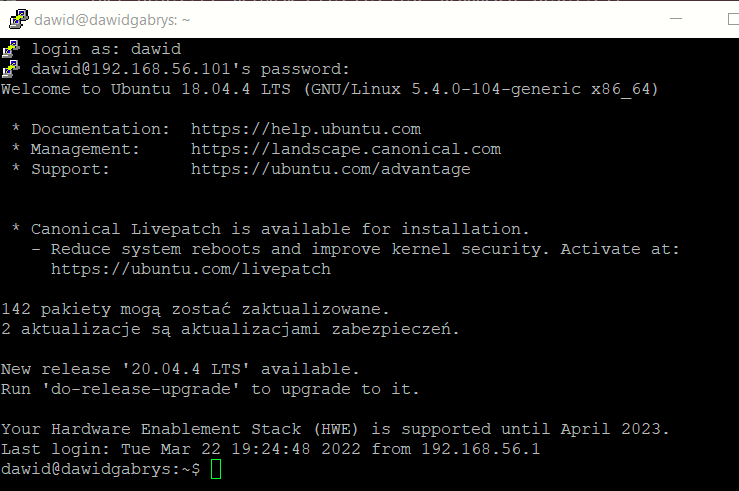 dawid@dawidgabrys: ~
login as: dawid
dawid@192.168.56.101's password:
Welcome to Ubuntu 18.04.4 LTS (GNU/Linux 5.4.0-104-generic x86_64)
* Documentation:  https://help.ubuntu.com
* Management:     https://landscape.canonical.com
* Support:        https://ubuntu.com/advantage
* Canonical Livepatch is available for installation.
- Reduce system reboots and improve kernel security. Activate at:
https://ubuntu.com/livepatch
142 pakiety mogą zostać zaktualizowane.
2 aktualizacje są aktualizacjami zabezpieczeń.
New release '20.04.4 LTS' available.
Run 'do-release-upgrade' to upgrade to it.
Your Hardware Enablement Stack (HWE) is supported until April 2023.
Last login: Tue Mar 22 19:24:48 2022 from 192.168.56.1
dawid@dawidgabrys:~$